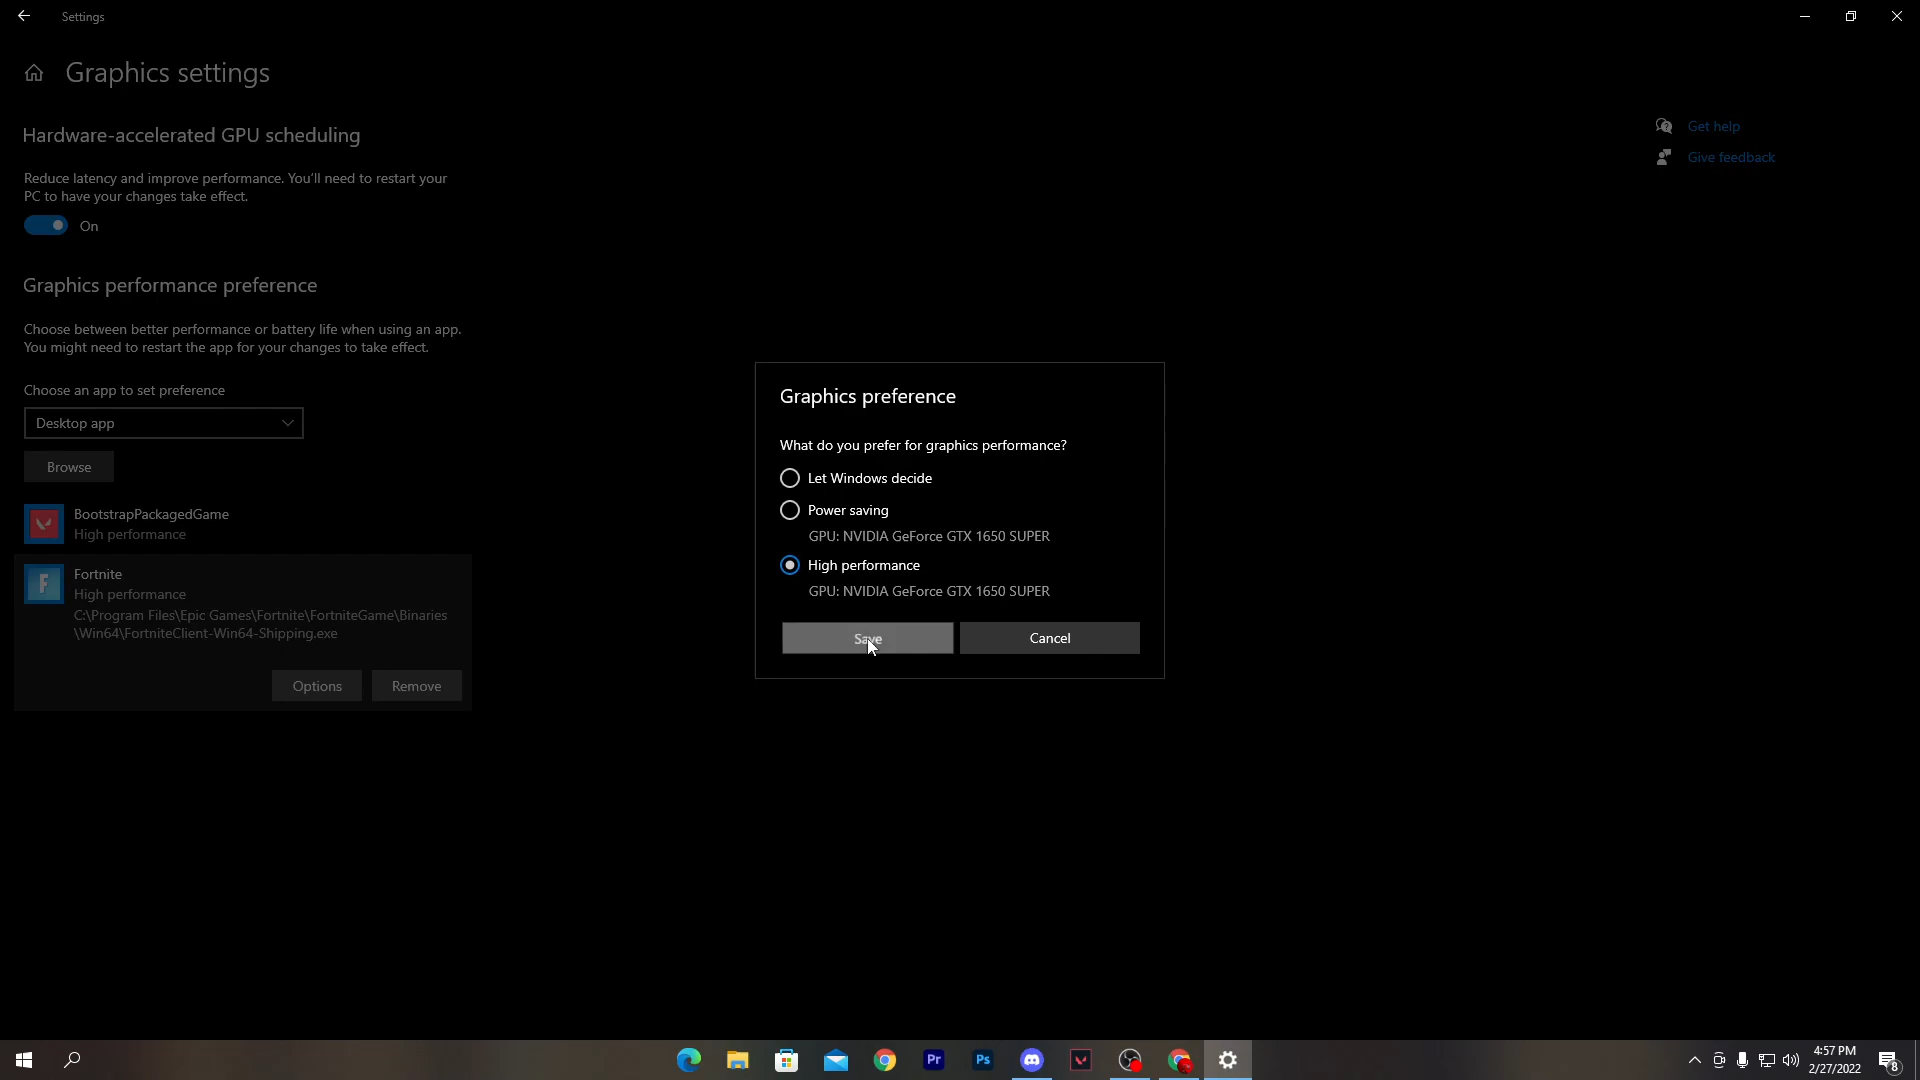 Settings
Graphics settings
Hardware-accelerated GPU scheduling
Reduce latency and improve performance. You'll need to restart your
PC to have your changes take effect.
On
Graphics performance preference
Choose between better performance or battery life when using an app.
You might need to restart the app for your changes to take effect.
Choose an app to set preference
Desktop app
Browse
BootstrapPackagedGame
High performance
F
Fortnite
High performance
C:\Program Files\Epic Games\Fortnite\FortniteGame\Binaries
\Win64\FortniteClient-Win64-Shipping.exe
Options
Remove
Get help
Give feedback
Graphics preference
What do you prefer for graphics performance?
Let Windows decide
Power saving
GPU: NVIDIA GeForce GTX 1650 SUPER
High performance
GPU: NVIDIA GeForce GTX 1650 SUPER
Save
Cancel
Pr
Ps
4:57 PM
2/27/2022
8